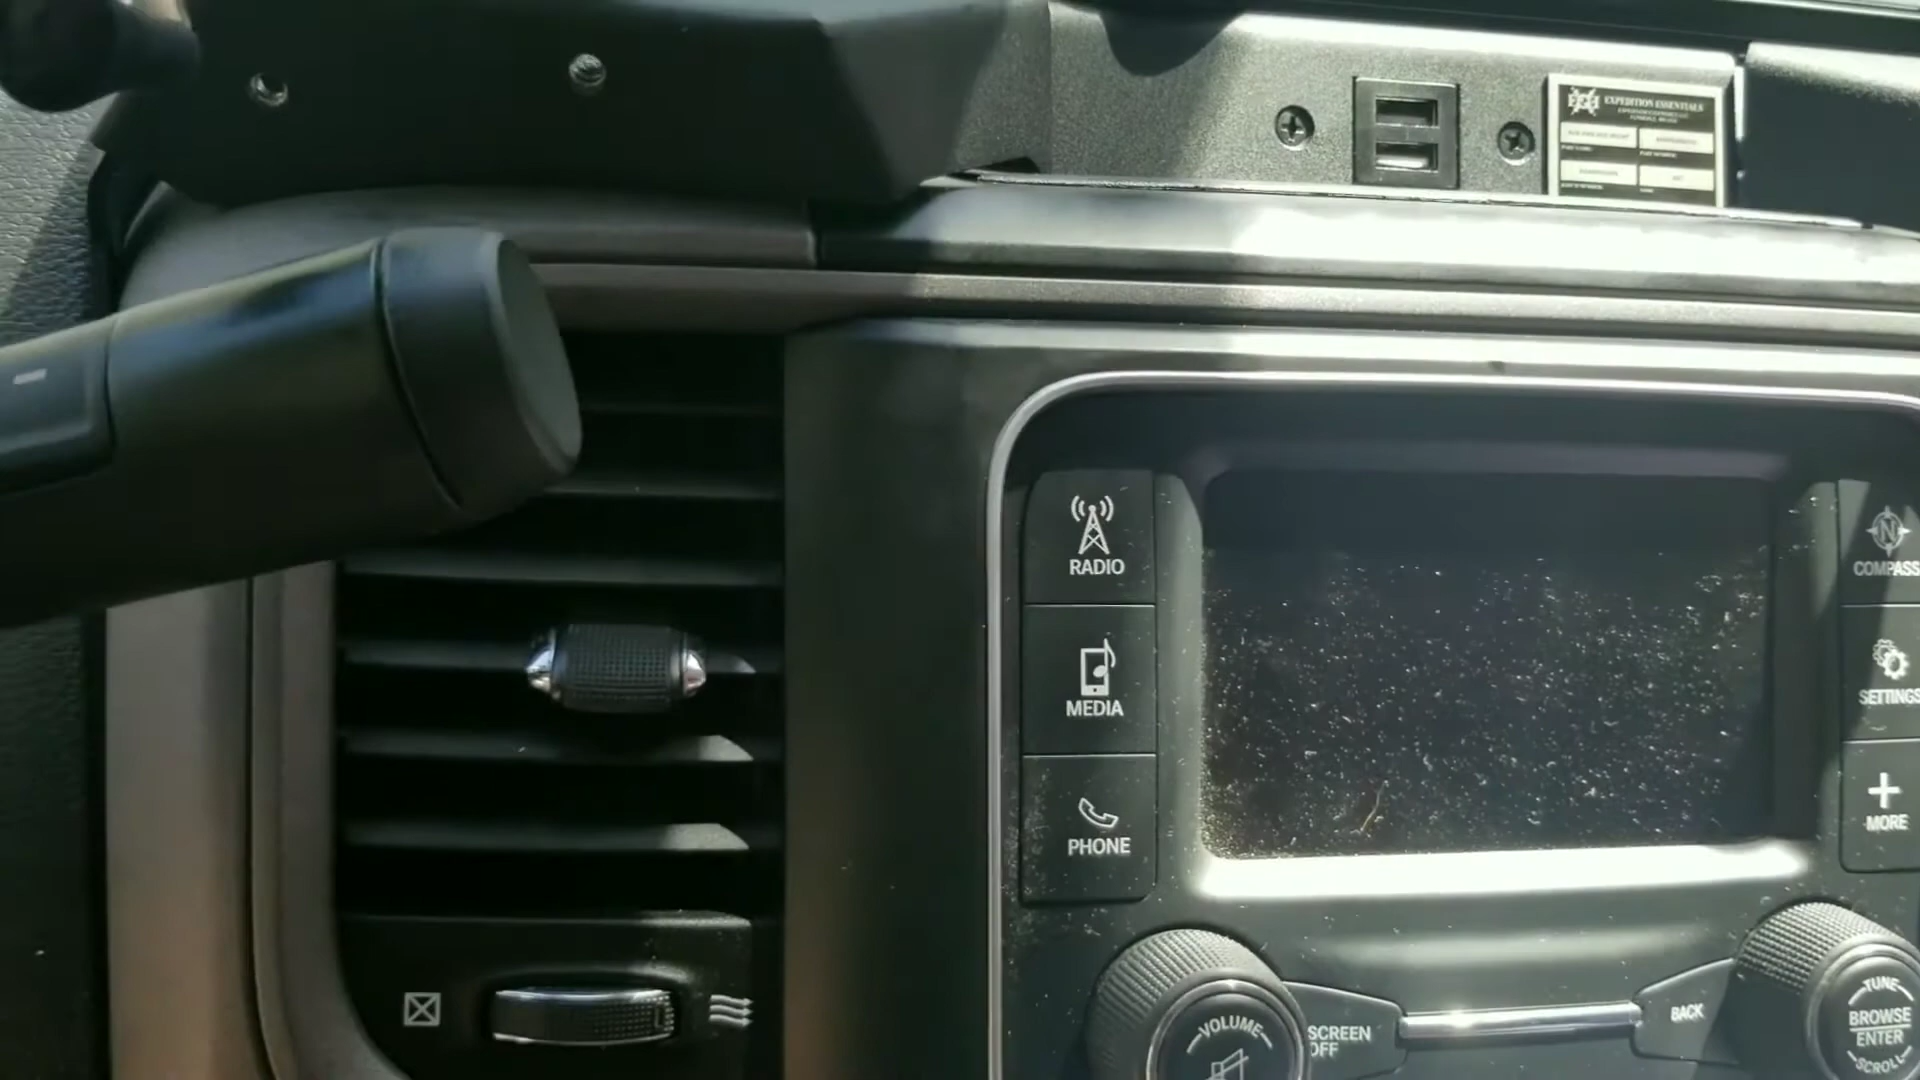 EXPEDITION ESSENTIALS
RADIO
COMPASS
MEDIA
SETTINGS
PHONE
MORE
VOLUME
SCREEN
OFF
BACK
TUNE
BROWSE
ENTER
SCROLL